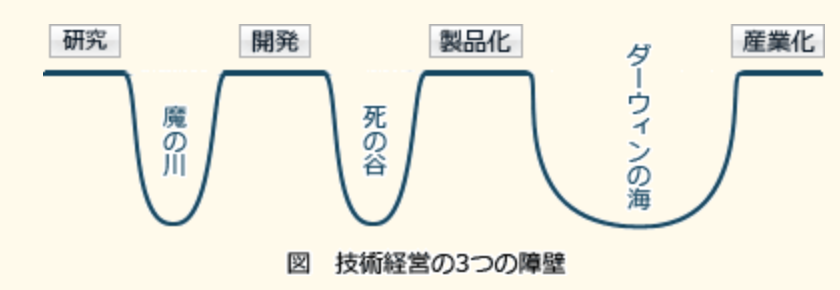 研究
開発
製品化
産業化
魔の川
死の谷
ダーウィンの海
図　技術経営の3つの障壁